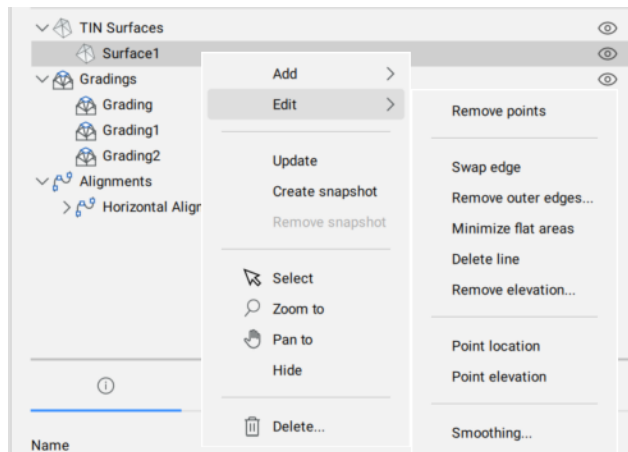 TIN Surfaces
Surface1
Gradings
Grading
Grading1
Grading2
Alignments
Horizontal Alignr
Name
Add
Edit
Update
Create snapshot
Remove snapshot
Select
Zoom to
Pan to
Hide
Delete...
Remove points
Swap edge
Remove outer edges...
Minimize flat areas
Delete line
Remove elevation...
Point location
Point elevation
Smoothing...